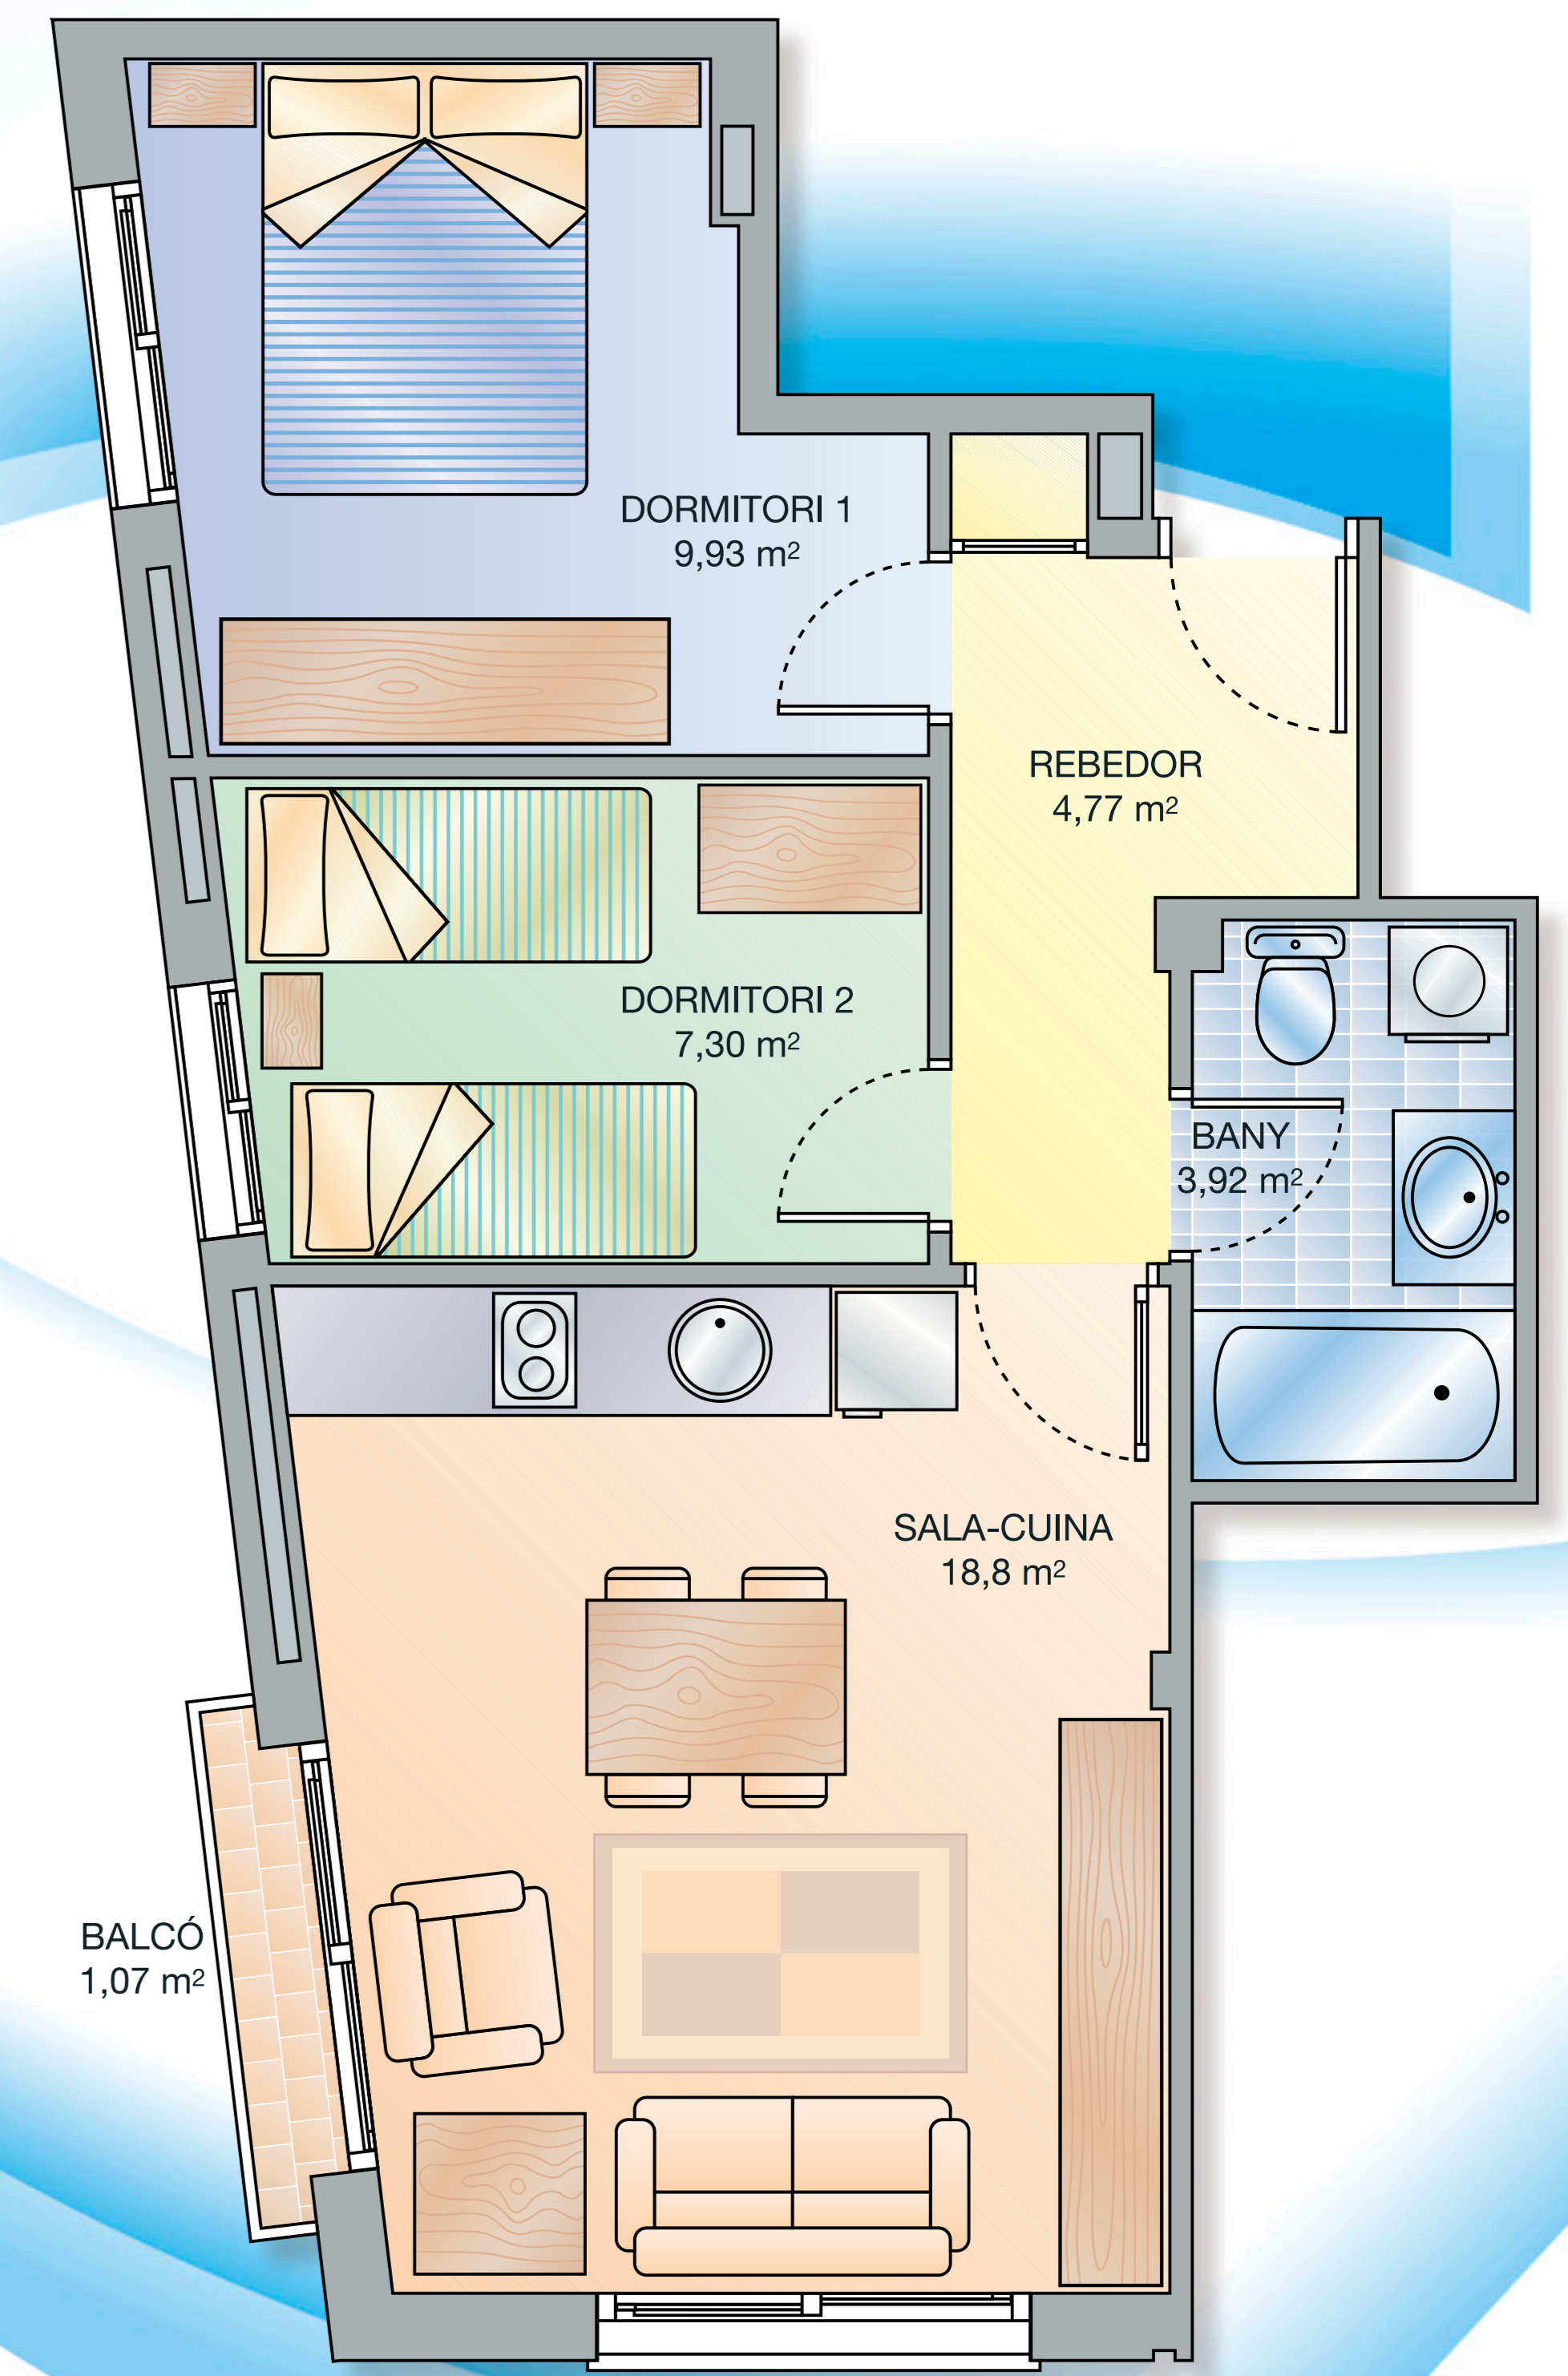 DORMITORI 1
9,93 m²
REBEDOR
4,77 m²
DORMITORI 2
7,30 m²
BANY
3,92 m²
SALA-CUINA
18,8 m²
BALCÓ
1,07 m²